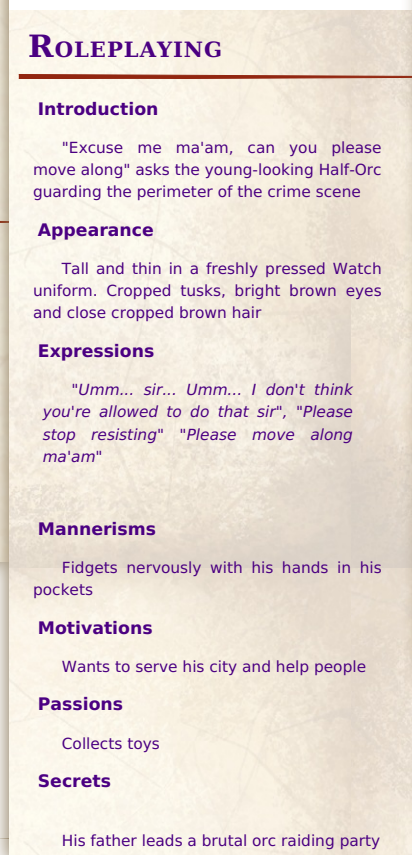 Roleplaying
Introduction
"Excuse me ma'am, can you please
move along" asks the young-looking Half-Orc
guarding the perimeter of the crime scene
Appearance
Tall and thin in a freshly pressed Watch
uniform. Cropped tusks, bright brown eyes
and close cropped brown hair
Expressions
"Umm... sir... Umm... I don't think
you're allowed to do that sir", "Please
stop resisting" "Please move along
ma'am"
Mannerisms
Fidgets nervously with his hands in his
pockets
Motivations
Wants to serve his city and help people
Passions
Collects toys
Secrets
His father leads a brutal orc raiding party